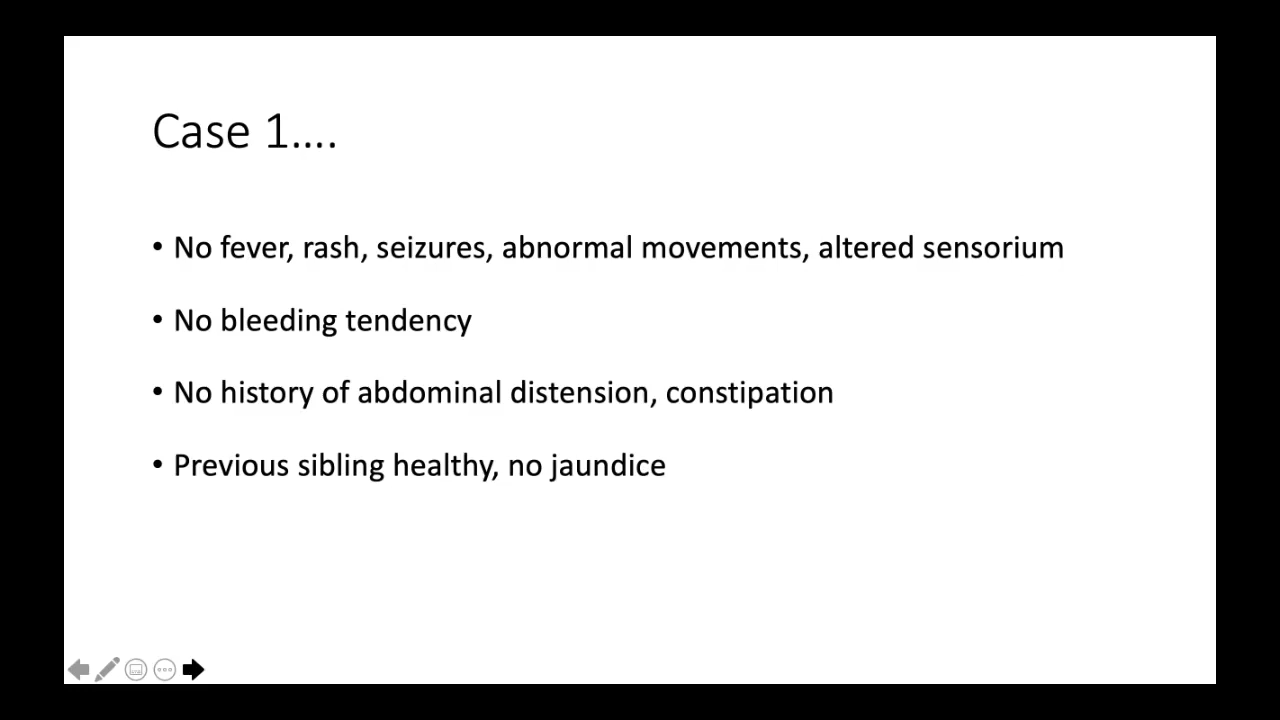 Case 1....
• No fever, rash, seizures, abnormal movements, altered sensorium
• No bleeding tendency
• No history of abdominal distension, constipation
• Previous sibling healthy, no jaundice